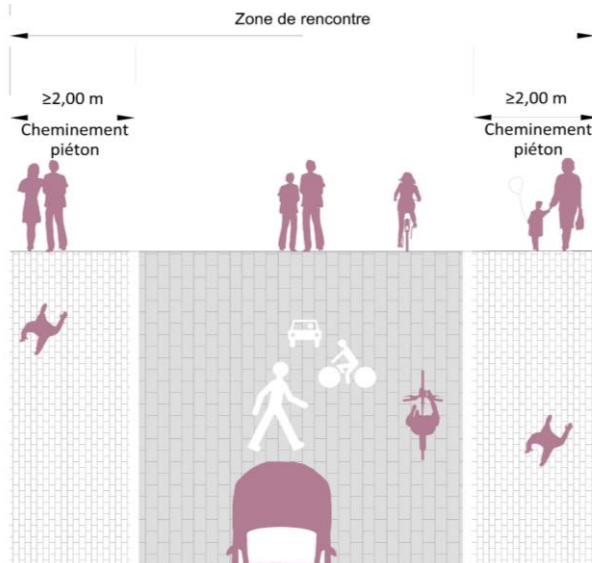 Zone de rencontre
≥2,00 m
Cheminement
piéton
≥2,00 m
Cheminement
piéton